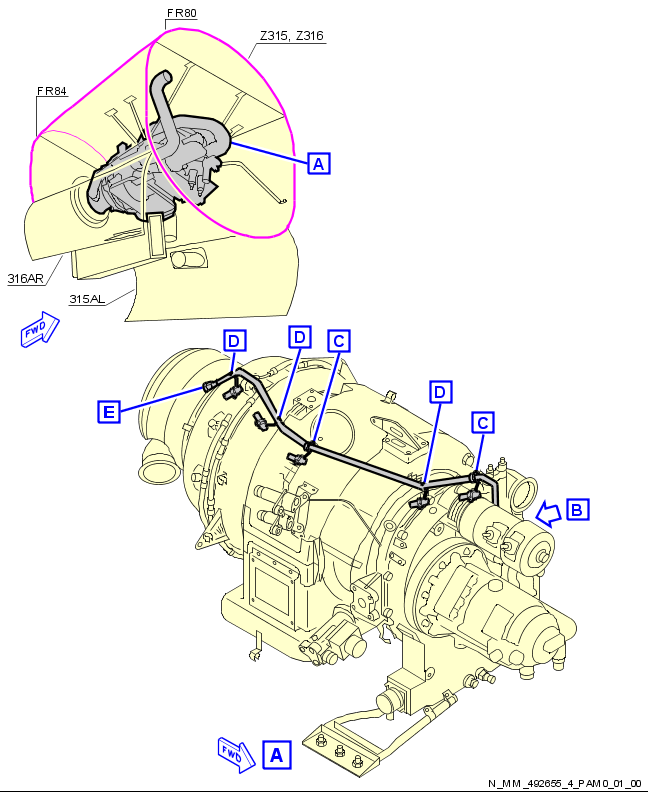 FR80
Z315, Z316
FR84
A
316AR
315AL
FWD
D
D
C
E
D
C
B
FWD
A
N_MM_492655_4_PAM0_01_00